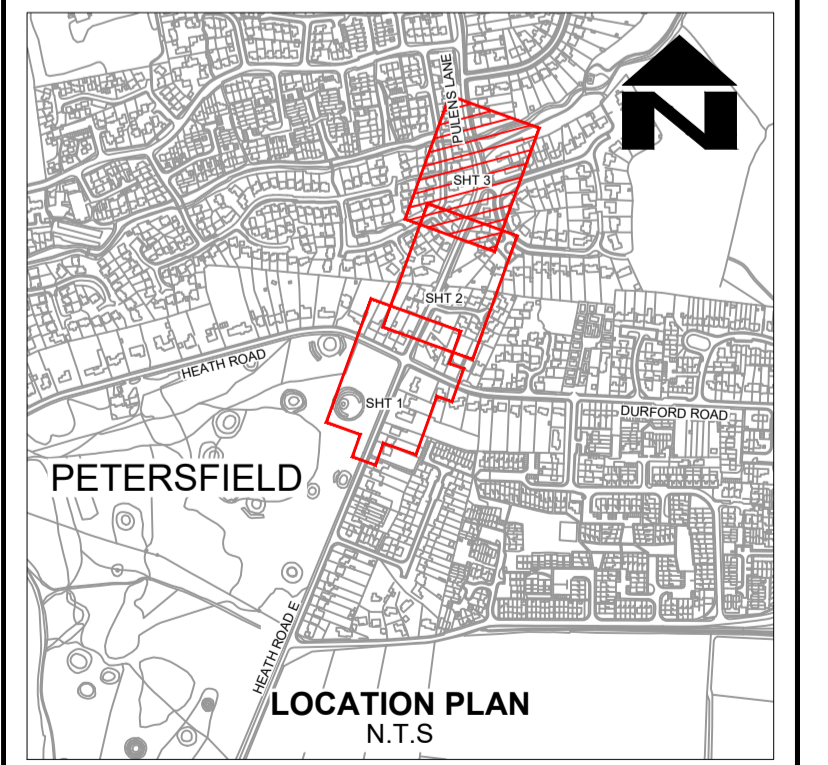 PULENS LANE
N
SHT 3
SHT 2
HEATH ROAD
SHT 1
DURFORD ROAD
PETERSFIELD
HEATH ROAD E
LOCATION PLAN
N.T.S